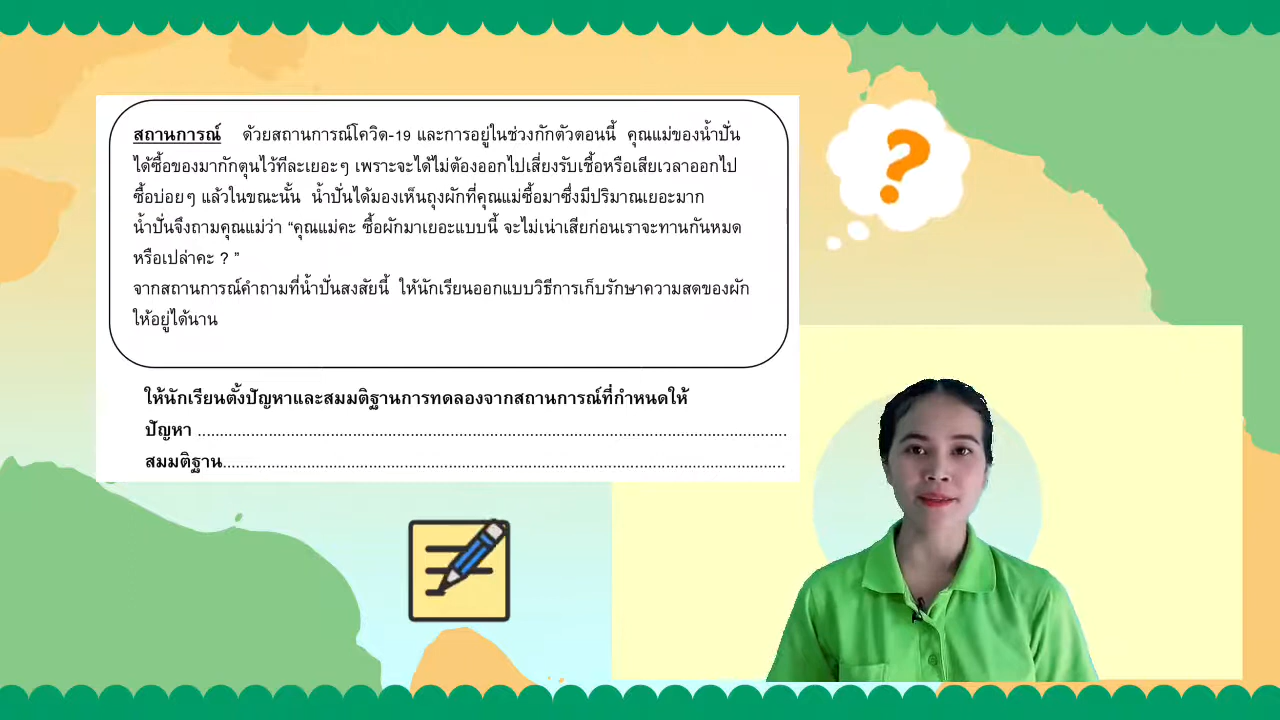 สถานการณ์ ด้วยสถานการณ์โควิด-19 และการอยู่ในช่วงกักตัวตอนนี้ คุณแม่ของน้ำปั่น
ได้ซื้อของมากักตุนไว้ทีละเยอะๆ เพราะจะได้ไม่ต้องออกไปเสี่ยงรับเชื้อหรือเสียเวลาออกไป
ซื้อบ่อยๆ แล้วในขณะนั้น น้ำปั่นได้มองเห็นถุงผักที่คุณแม่ซื้อมาซึ่งมีปริมาณเยอะมาก
น้ำปั่นจึงถามคุณแม่ว่า “คุณแม่คะ ซื้อผักมาเยอะแบบนี้ จะไม่เน่าเสียก่อนเราจะทานกันหมด
หรือเปล่าคะ ? ”
จากสถานการณ์คำถามที่น้ำปั่นสงสัยนี้ ให้นักเรียนออกแบบวิธีการเก็บรักษาความสดของผัก
ให้อยู่ได้นาน
ให้นักเรียนตั้งปัญหาและสมมติฐานการทดลองจากสถานการณ์ที่กำหนดให้
ปัญหา ....................................................................................................................................
สมมติฐาน..............................................................................................................................
?